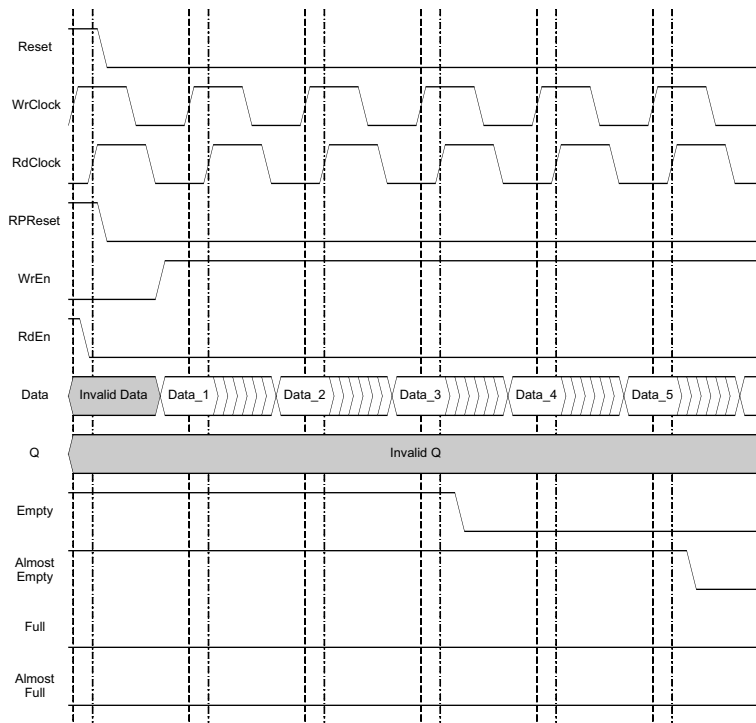 Reset
WrClock
RdClock
RPReset
WrEn
RdEn
Data
Invalid Data
Data_1
Data_2
Data_3
Data_4
Data_5
Q
Invalid Q
Empty
Almost
Empty
Full
Almost
Full